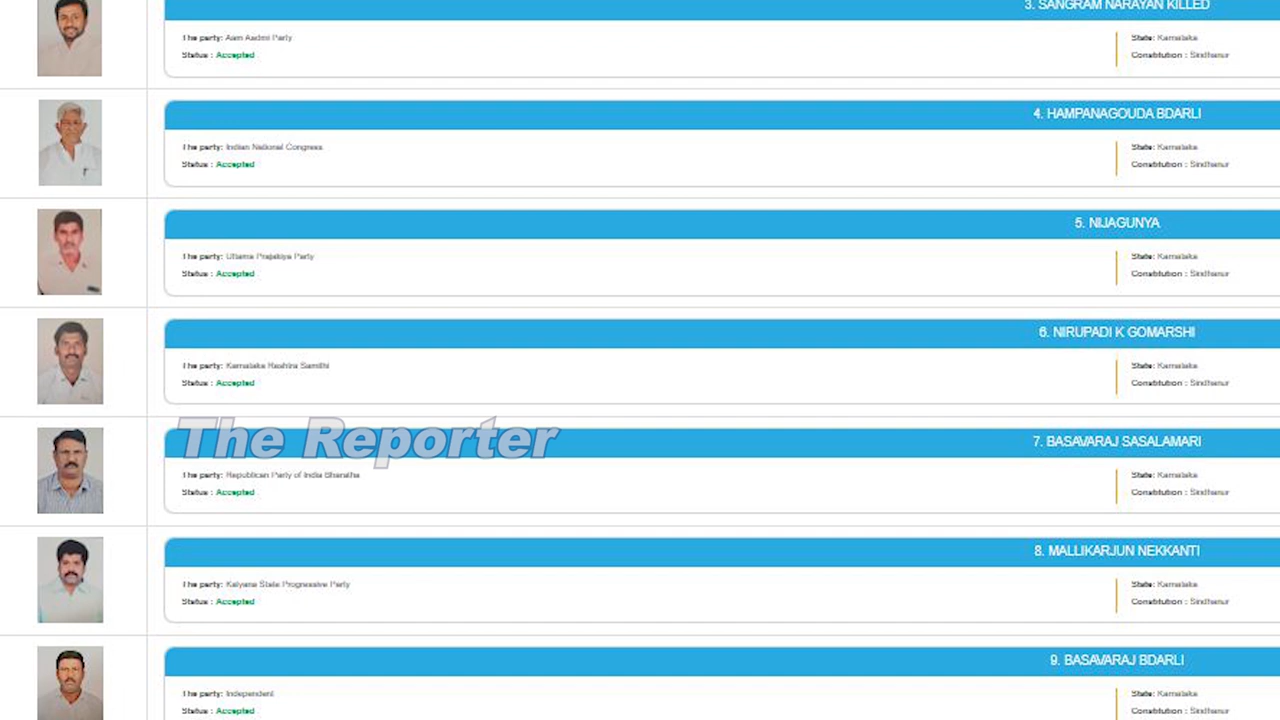 3. SANGRAM NARAYAN KILLED
The party: Aam Aadmi Party
State: Karnataka
Status : Accepted
Constitution : Sindhanur
4. HAMPANAGOUDA BDARLI
The party: Indian National Congress
State: Karnataka
Status : Accepted
Constitution : Sindhanur
5. NIJAGUNYA
The party: Uttama Prajakiya Party
State: Karnataka
Status : Accepted
Constitution : Sindhanur
6. NIRUPADI K GOMARSHI
The party: Karnataka Rashtra Samithi
State: Karnataka
Status : Accepted
Constitution : Sindhanur
The Reporter
7. BASAVARAJ SASALAMARI
The party: Republican Party of India Bharatha
State: Karnataka
Status : Accepted
Constitution : Sindhanur
8. MALLIKARJUN NEKKANTI
The party: Kalyana State Progressive Party
State: Karnataka
Status : Accepted
Constitution : Sindhanur
9. BASAVARAJ BDARLI
The party: Independent
State: Karnataka
Status : Accepted
Constitution : Sindhanur